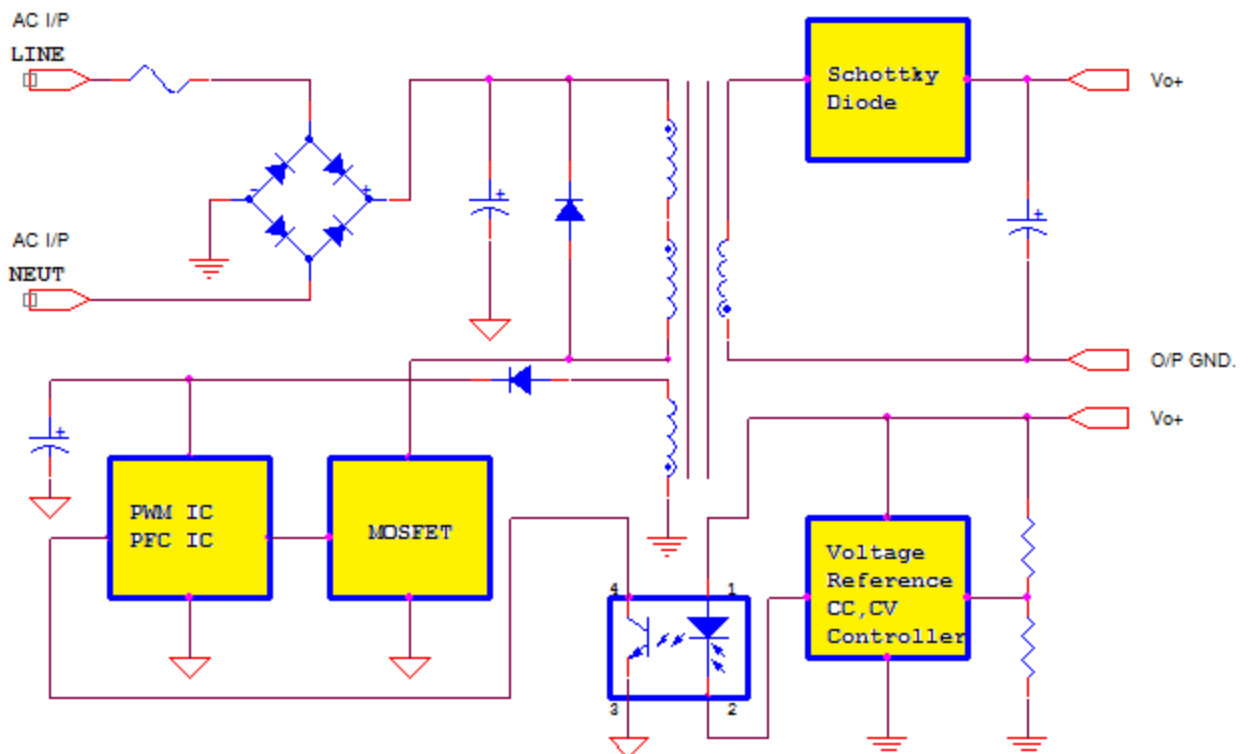 AC I/P
LINE
AC I/P
NEUT
-
+
+
Schottky
Diode
Vo+
+
O/P GND.
Vo+
+
PWM IC
PFC IC
MOSFET
4
1
3
2
Voltage
Reference
CC,CV
Controller